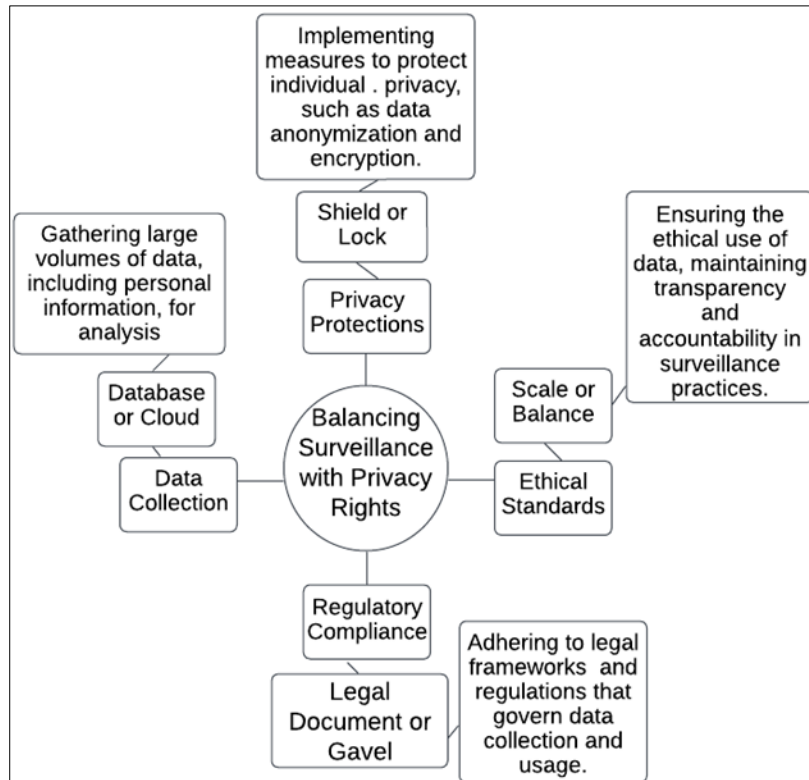 Implementing
measures to protect
individual . privacy,
such as data
anonymization and
encryption.
Shield or
Lock
Privacy
Protections
Gathering large
volumes of data,
including personal
information, for
analysis
Database
or Cloud
Data
Collection
Balancing
Surveillance
with Privacy
Rights
Ensuring the
ethical use of
data, maintaining
transparency
and
accountability in
surveillance
practices.
Scale or
Balance
Ethical
Standards
Regulatory
Compliance
Legal
Document or
Gavel
Adhering to legal
frameworks and
regulations that
govern data
collection and
usage.